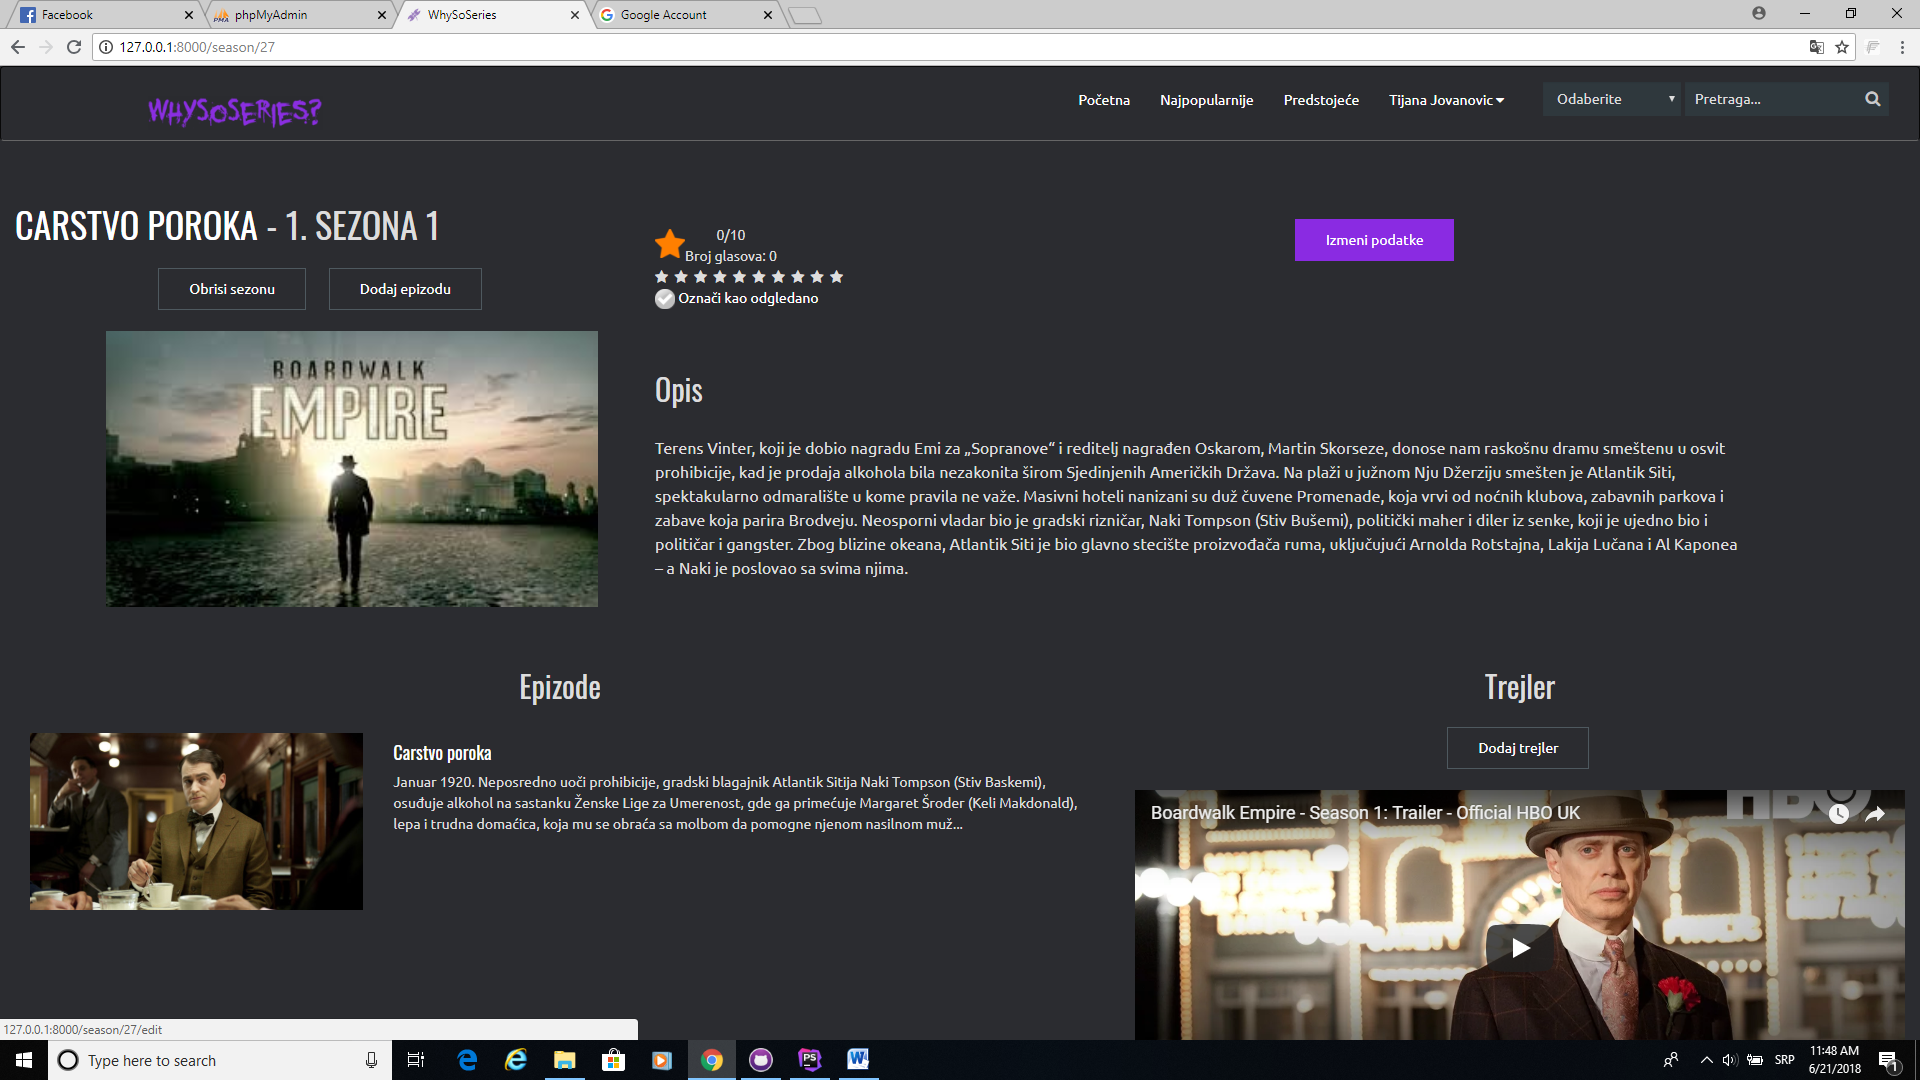 Facebook
phpMyAdmin
WhySoSeries
Google Account
127.0.0.1:8000/season/27
WHYSOSERIES?
Početna
Najpopularnije
Predstojeće
Tijana Jovanovic
Odaberite
Pretraga...
CARSTVO POROKA - 1. SEZONA 1
Obrisi sezonu
Dodaj epizodu
0/10
Broj glasova: 0
Označi kao odgledano
Izmeni podatke
BOARDWALK
EMPIRE
Opis
Terens Vinter, koji je dobio nagradu Emi za „Sopranove“ i reditelj nagrađen Oskarom, Martin Skorseze, donose nam raskošnu dramu smeštenu u osvit
prohibicije, kad je prodaja alkohola bila nezakonita širom Sjedinjenih Američkih Država. Na plaži u južnom Nju Džerziju smešten je Atlantik Siti,
spektakularno odmaralište u kome pravila ne važe. Masivni hoteli nanizani su duž čuvene Promenade, koja vrvi od noćnih klubova, zabavnih parkova i
zabave koja parira Brodveju. Neosporni vladar bio je gradski rizničar, Naki Tompson (Stiv Bušemi), politički maher i diler iz senke, koji je ujedno bio i
političar i gangster. Zbog blizine okeana, Atlantik Siti je bio glavno stecište proizvođača ruma, uključujući Arnolda Rotstajna, Lakija Lučana i Al Kaponea
– a Naki je poslovao sa svima njima.
Epizode
Carstvo poroka
Januar 1920. Neposredno uoči prohibicije, gradski blagajnik Atlantik Sitija Naki Tompson (Stiv Baskemi),
osuđuje alkohol na sastanku Ženske Lige za Umerenost, gde ga primećuje Margaret Šroder (Keli Makdonald),
lepa i trudna domaćica, koja mu se obraća sa molbom da pomogne njenom nasilnom muž...
Trejler
Dodaj trejler
Boardwalk Empire - Season 1: Trailer - Official HBO UK
HBO
127.0.0.1:8000/season/27/edit
Type here to search
SRP
11:48 AM
6/21/2018
1